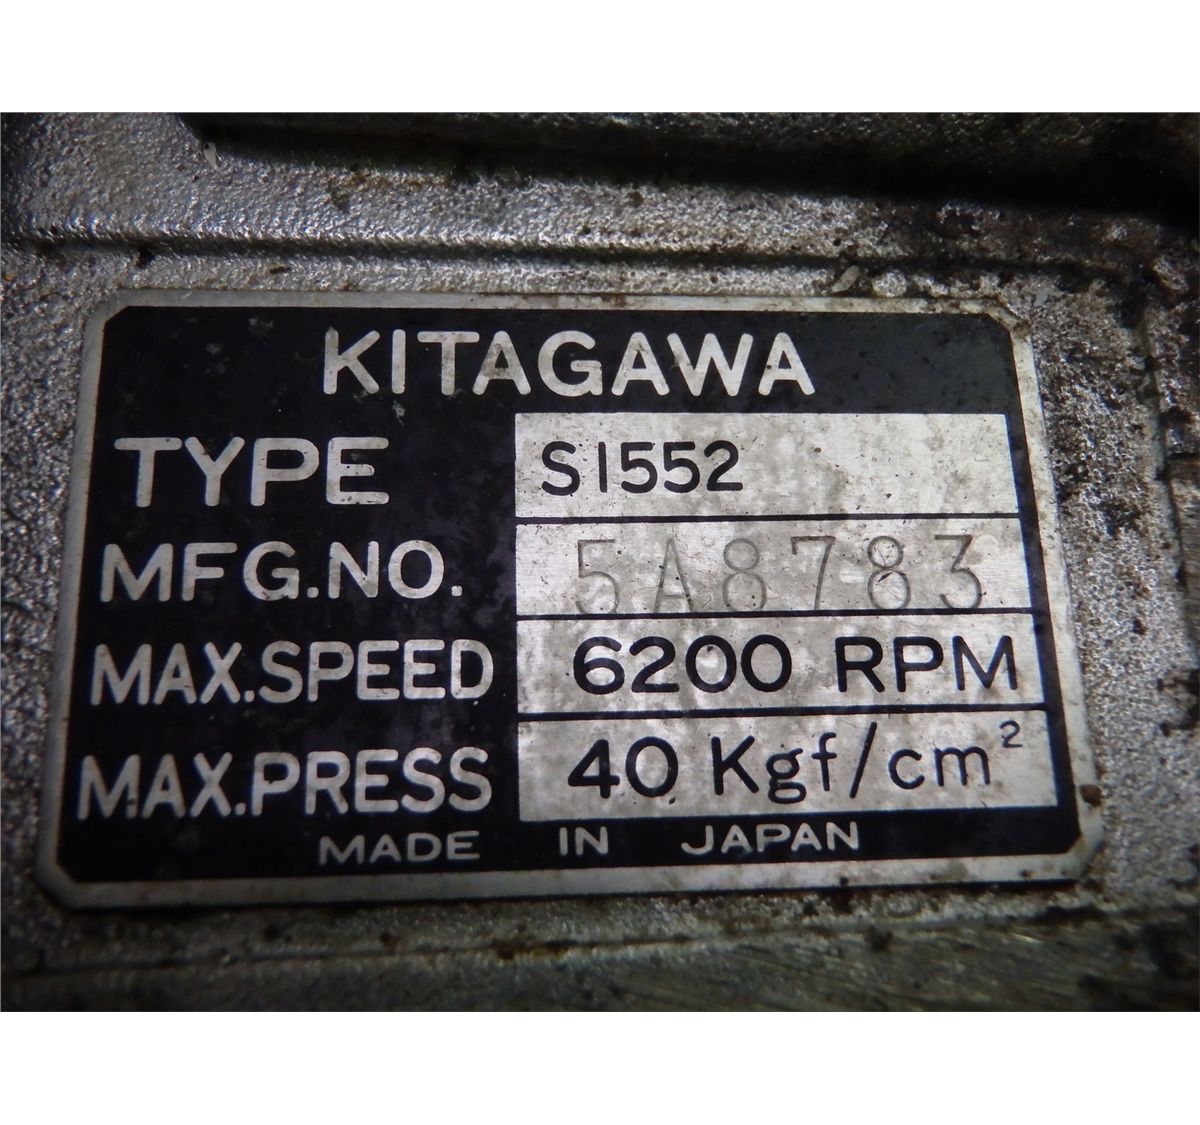 KITAGAWA
TYPE S1552
MFG.NO. 5A8783
MAX.SPEED 6200 RPM
MAX.PRESS 40 Kgf/cm²
MADE IN JAPAN